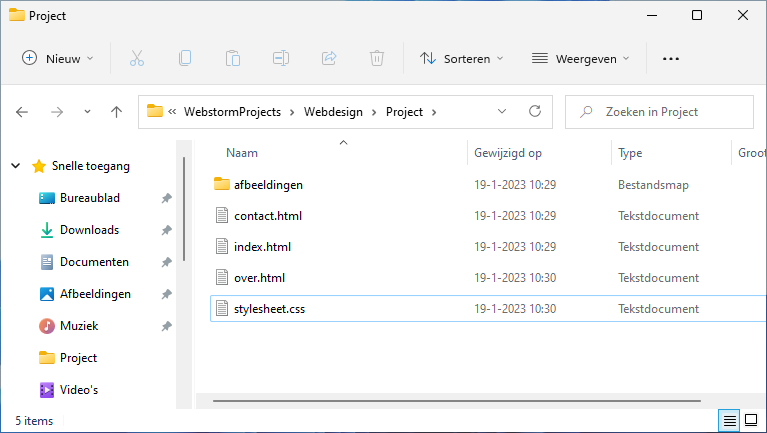 Project
Nieuw
Sorteren
Weergeven
« WebstormProjects > Webdesign > Project >
Zoeken in Project
Naam Gewijzigd op Type Groot
Snelle toegang
Bureaublad
Downloads
Documenten
Afbeeldingen
Muziek
Project
Video's
afbeeldingen 19-1-2023 10:29 Bestandsmap
contact.html 19-1-2023 10:29 Tekstdocument
index.html 19-1-2023 10:29 Tekstdocument
over.html 19-1-2023 10:30 Tekstdocument
stylesheet.css 19-1-2023 10:30 Tekstdocument
5 items